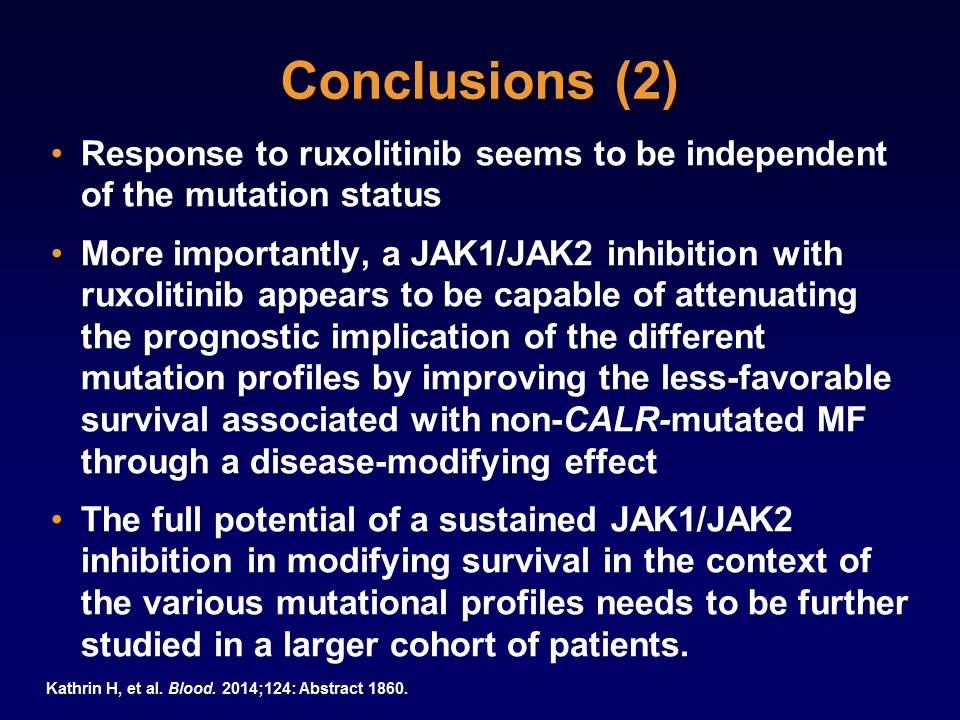 Conclusions (2)
• Response to ruxolitinib seems to be independent
of the mutation status
• More importantly, a JAK1/JAK2 inhibition with
ruxolitinib appears to be capable of attenuating
the prognostic implication of the different
mutation profiles by improving the less-favorable
survival associated with non-CALR-mutated MF
through a disease-modifying effect
• The full potential of a sustained JAK1/JAK2
inhibition in modifying survival in the context of
the various mutational profiles needs to be further
studied in a larger cohort of patients.
Kathrin H, et al. Blood. 2014;124: Abstract 1860.